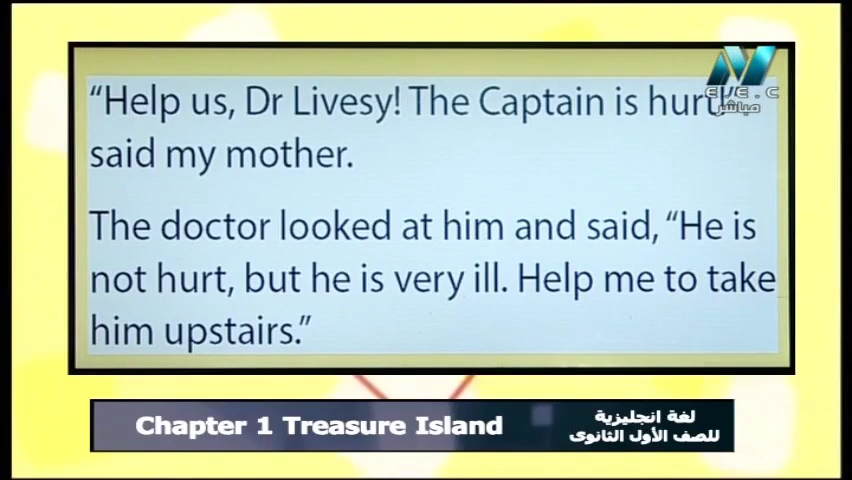 E.E.C
مباشر
“Help us, Dr Livesy! The Captain is hurt
said my mother.
The doctor looked at him and said, “He is
not hurt, but he is very ill. Help me to take
him upstairs.”
Chapter 1 Treasure Island
لغة انجليزية
للصف الأول الثانوى